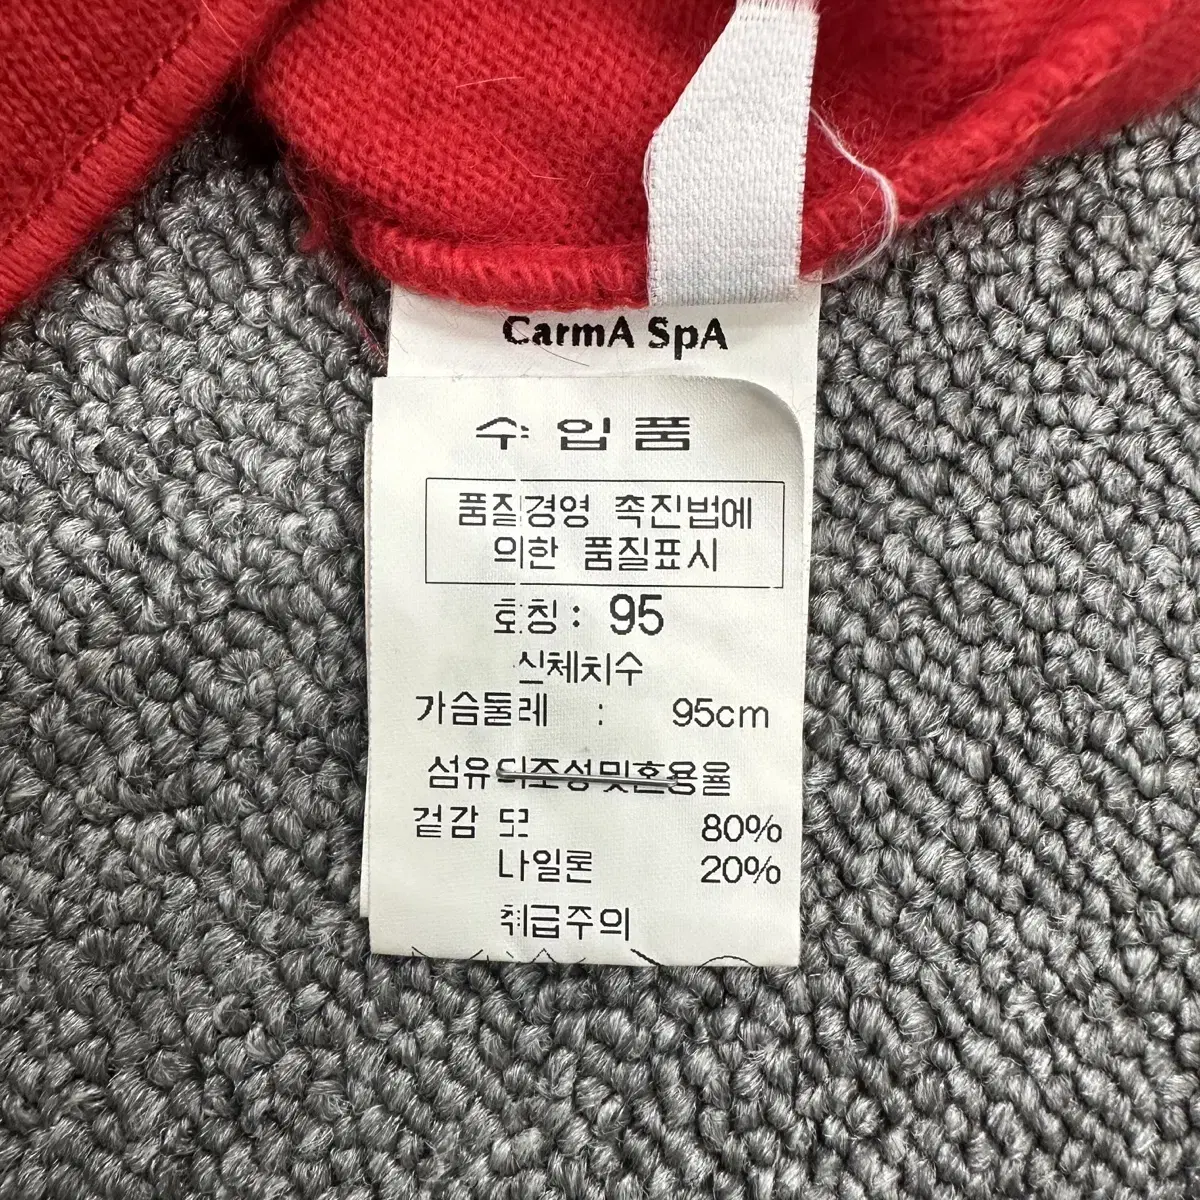 CarmA SpA
수입품
품질경영 촉진법에
의한 품질표시
호칭 : 95
신체치수
가슴둘레 : 95cm
섬유의조성및혼용율
겉감 모 80%
나일론 20%
취급주의